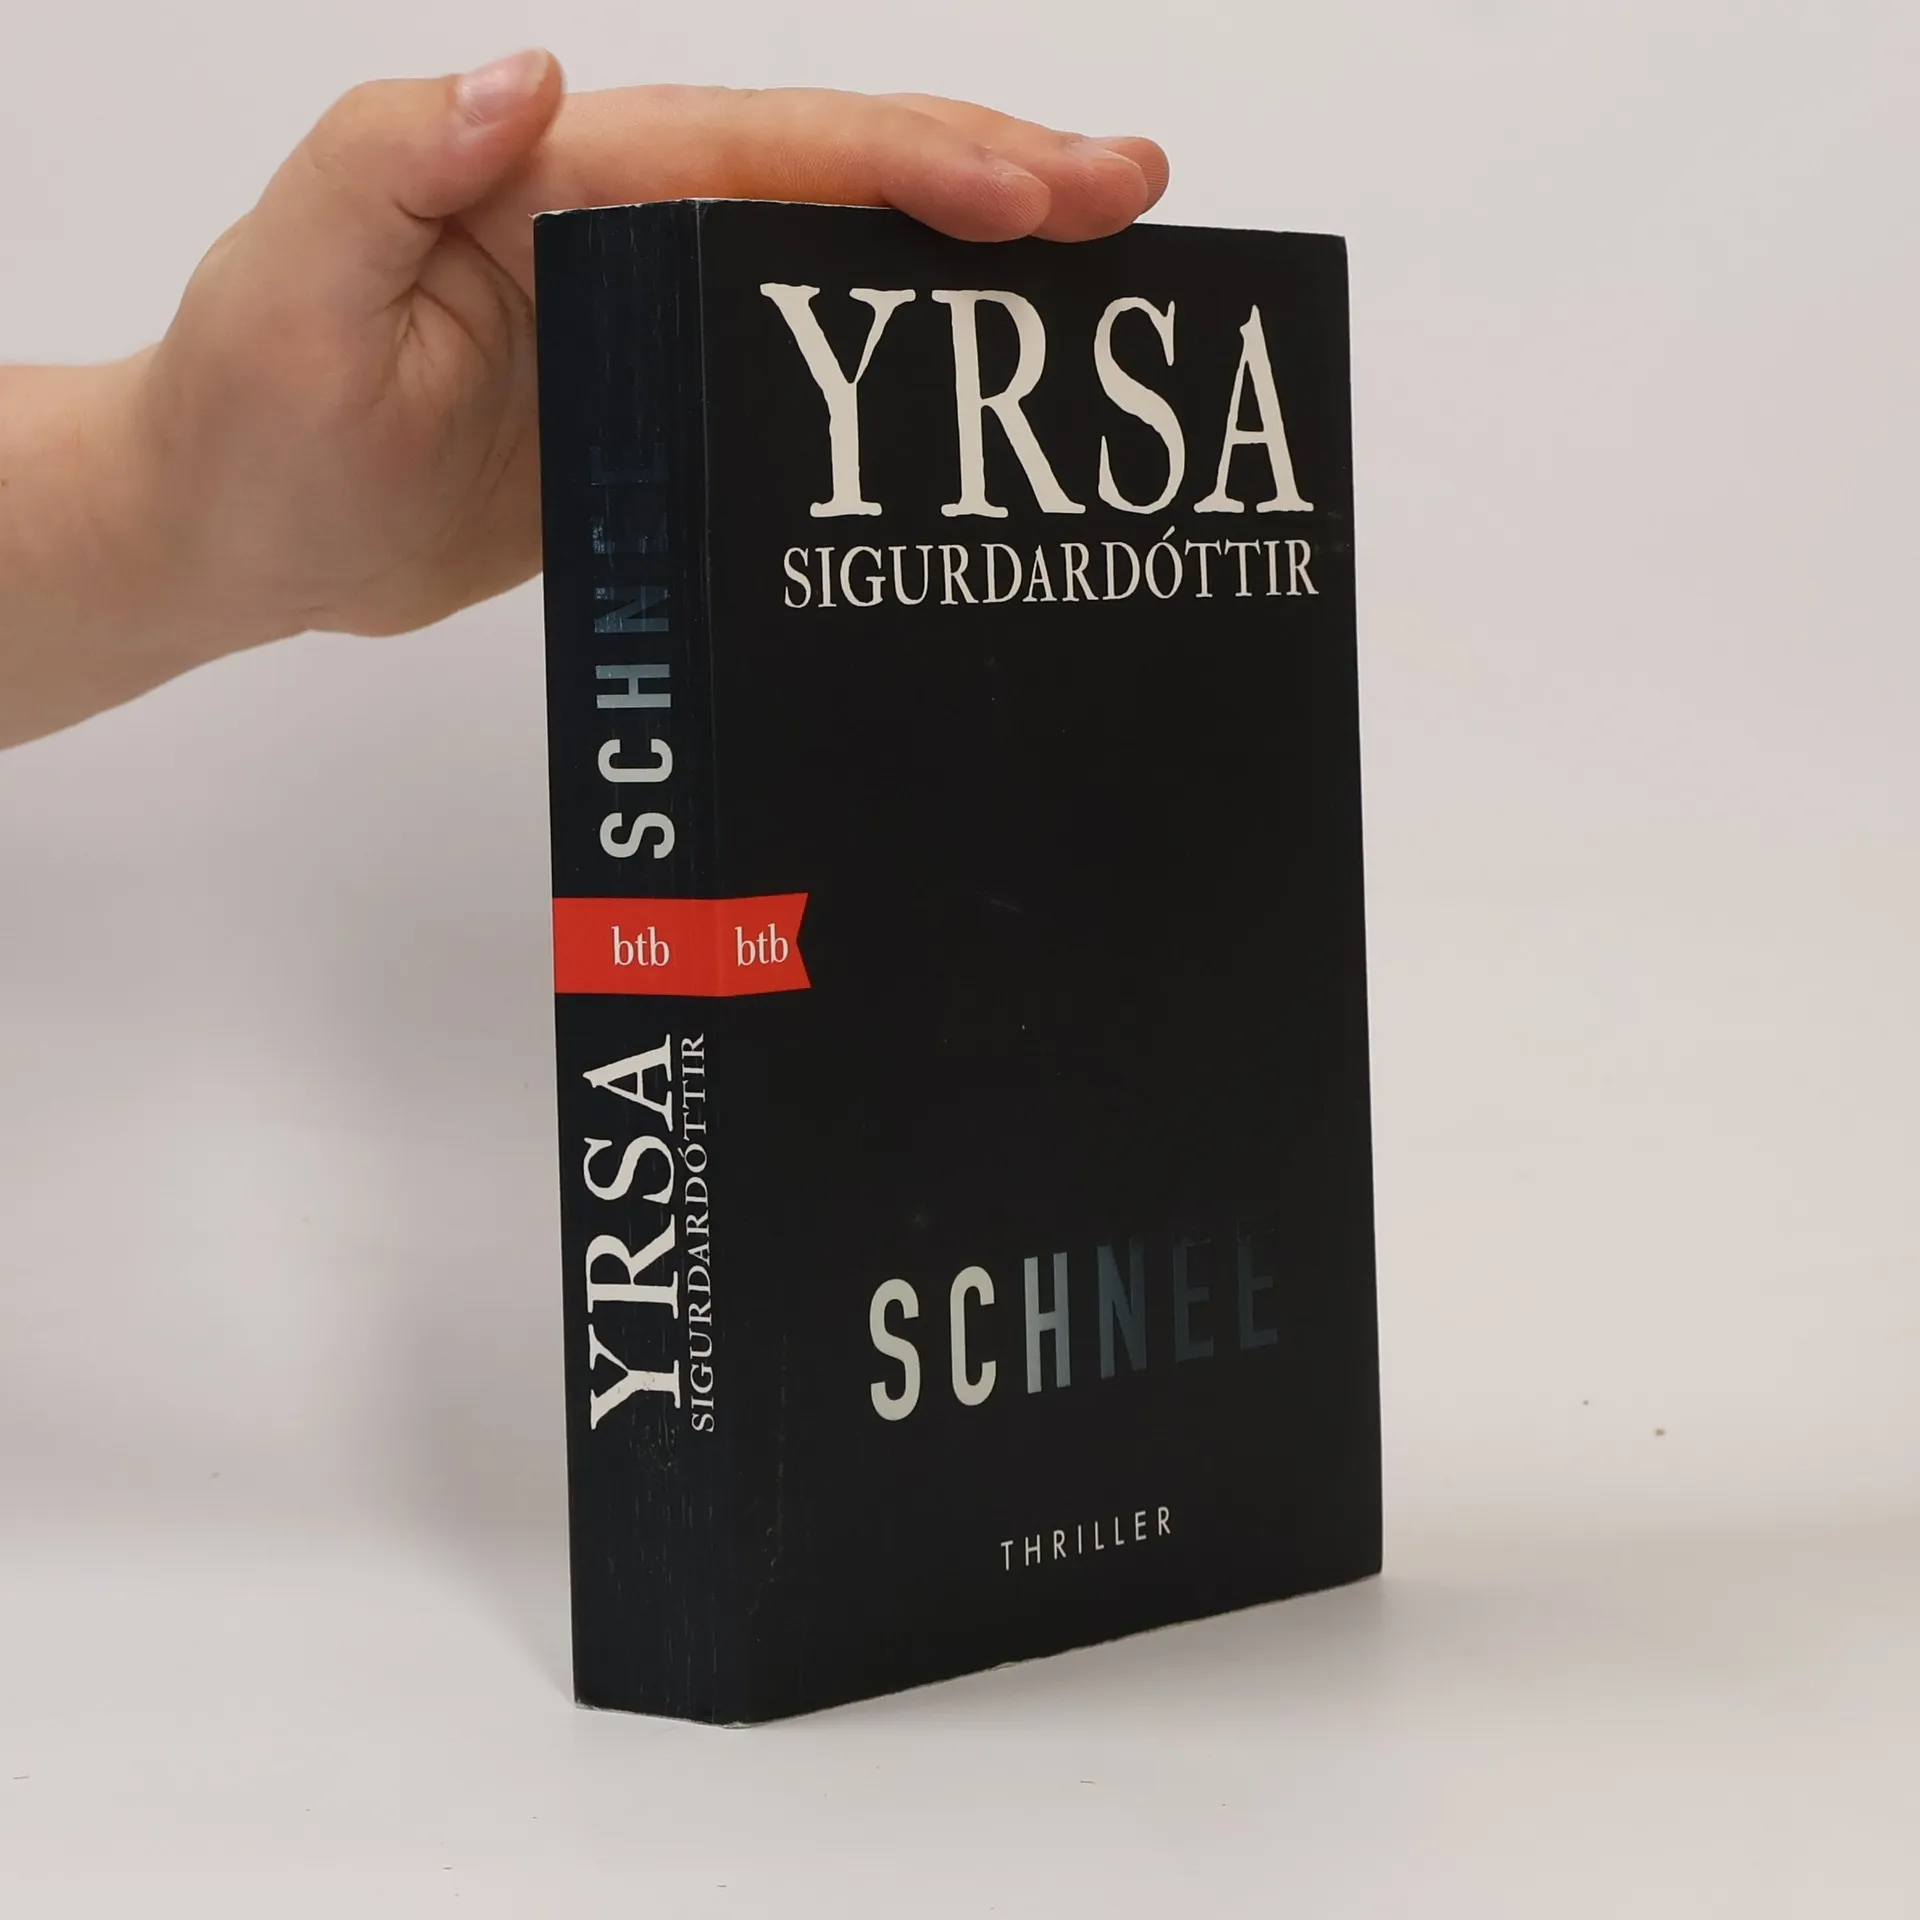 YRSA
SIGURDARDÓTTIR
SCHNEE
THRILLER
btb
SCHNEE
btb
YRSA
SIGURDARDÓTTIR